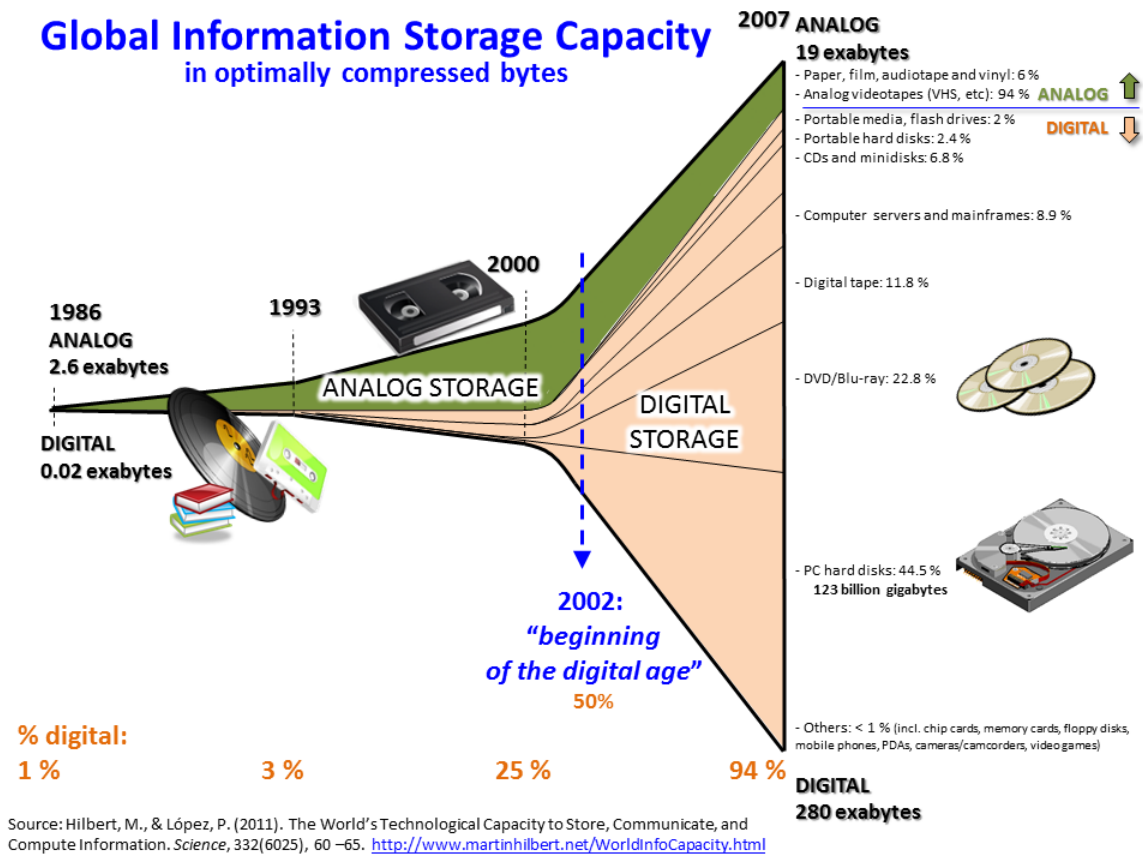 Global Information Storage Capacity
in optimally compressed bytes
2007 ANALOG
19 exabytes
- Paper, film, audiotape and vinyl: 6 %
- Analog videotapes (VHS, etc): 94 %
ANALOG
- Portable media, flash drives: 2 %
DIGITAL
- Portable hard disks: 2.4 %
- CDs and minidisks: 6.8 %
- Computer servers and mainframes: 8.9 %
- Digital tape: 11.8 %
- DVD/Blu-ray: 22.8 %
- PC hard disks: 44.5 %
123 billion gigabytes
- Others: < 1 % (incl. chip cards, memory cards, floppy disks,
mobile phones, PDAs, cameras/camcorders, video games)
DIGITAL
280 exabytes
2000
1993
1986
ANALOG
2.6 exabytes
DIGITAL
0.02 exabytes
ANALOG STORAGE
DIGITAL
STORAGE
2002:
“beginning
of the digital age”
50%
% digital:
1 %
3 %
25 %
94 %
Source: Hilbert, M., & López, P. (2011). The World’s Technological Capacity to Store, Communicate, and
Compute Information. Science, 332(6025), 60 –65. http://www.martinhilbert.net/WorldInfoCapacity.html